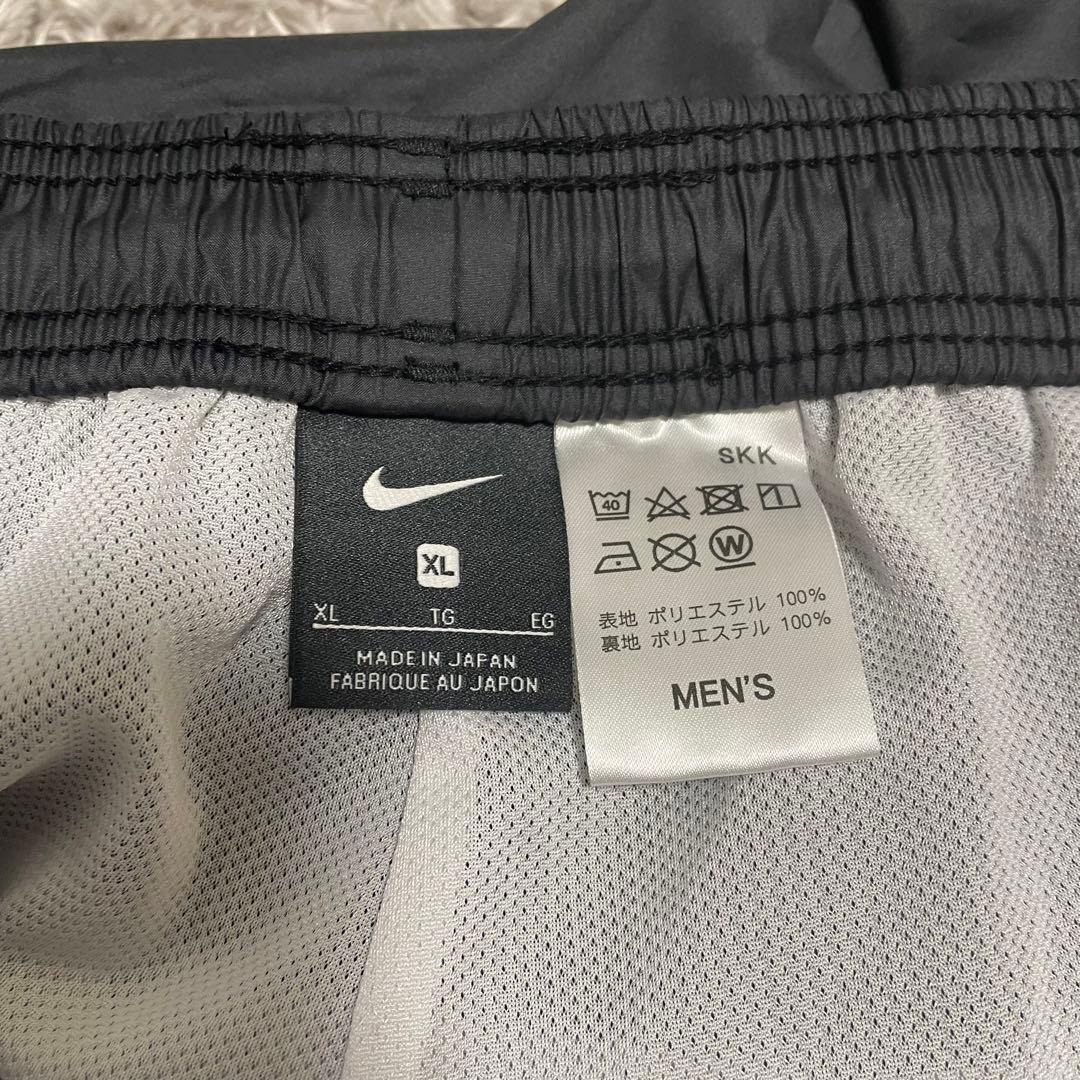 XL
XL TG EG
MADE IN JAPAN
FABRIQUE AU JAPON
SKK
40
W
表地 ポリエステル 100%
裏地 ポリエステル 100%
MEN'S